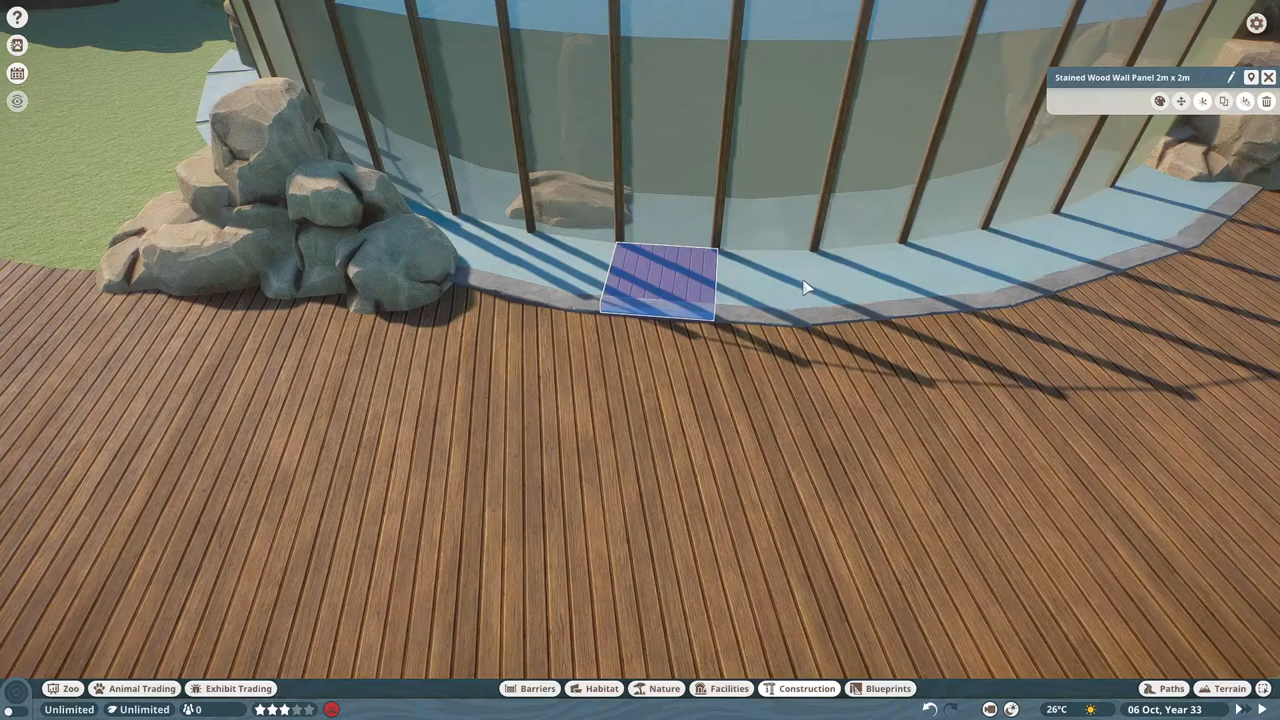 Stained Wood Wall Panel 2m x 2m
Zoo
Animal Trading
Exhibit Trading
Barriers
Habitat
Nature
Facilities
Construction
Blueprints
Paths
Terrain
Unlimited
Unlimited
0
26°C
06 Oct, Year 33